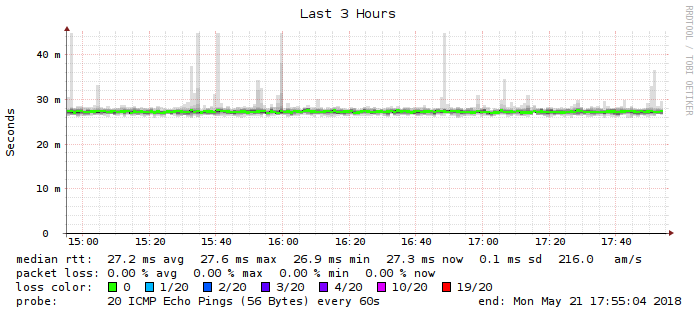 Last 3 Hours
RRDTOOL / TOBI OETIKER
Seconds
40 m
30 m
20 m
10 m
0
15:00 15:20 15:40 16:00 16:20 16:40 17:00 17:20 17:40
median rtt: 27.2 ms avg 27.6 ms max 26.9 ms min 27.3 ms now 0.1 ms sd 216.0 am/s
packet loss: 0.00 % avg 0.00 % max 0.00 % min 0.00 % now
loss color: 0 1/20 2/20 3/20 4/20 10/20 19/20
probe: 20 ICMP Echo Pings (56 Bytes) every 60s end: Mon May 21 17:55:04 2018